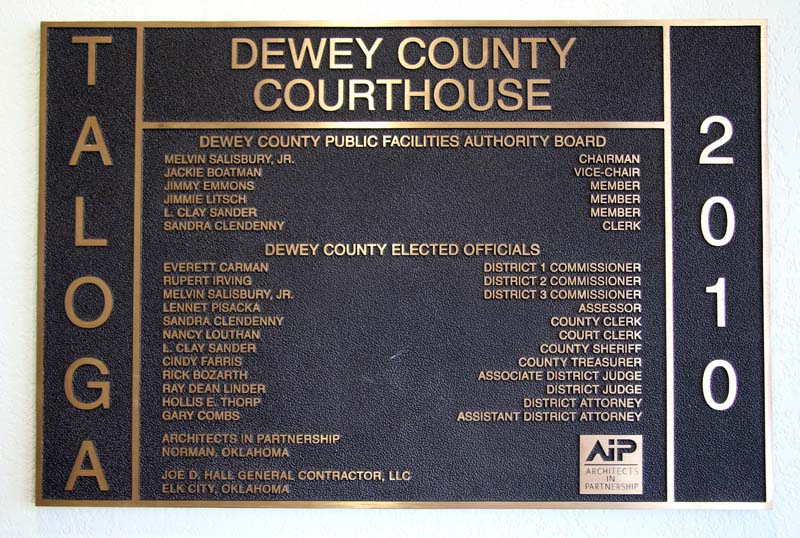 TALOGA
DEWEY COUNTY
COURTHOUSE
2010
DEWEY COUNTY PUBLIC FACILITIES AUTHORITY BOARD
MELVIN SALISBURY, JR. CHAIRMAN
JACKIE BOATMAN VICE-CHAIR
JIMMY EMMONS MEMBER
JIMMIE LITSCH MEMBER
L. CLAY SANDER MEMBER
SANDRA CLENDENNY CLERK
DEWEY COUNTY ELECTED OFFICIALS
EVERETT CARMAN DISTRICT 1 COMMISSIONER
RUPERT IRVING DISTRICT 2 COMMISSIONER
MELVIN SALISBURY, JR. DISTRICT 3 COMMISSIONER
LENNET PISACKA ASSESSOR
SANDRA CLENDENNY COUNTY CLERK
NANCY LOUTHAN COURT CLERK
L. CLAY SANDER COUNTY SHERIFF
CINDY FARRIS COUNTY TREASURER
RICK BOZARTH ASSOCIATE DISTRICT JUDGE
RAY DEAN LINDER DISTRICT JUDGE
HOLLIS E. THORP DISTRICT ATTORNEY
GARY COMBS ASSISTANT DISTRICT ATTORNEY
ARCHITECTS IN PARTNERSHIP
NORMAN, OKLAHOMA
JOE D. HALL GENERAL CONTRACTOR, LLC
ELK CITY, OKLAHOMA
AiP
ARCHITECTS
IN
PARTNERSHIP